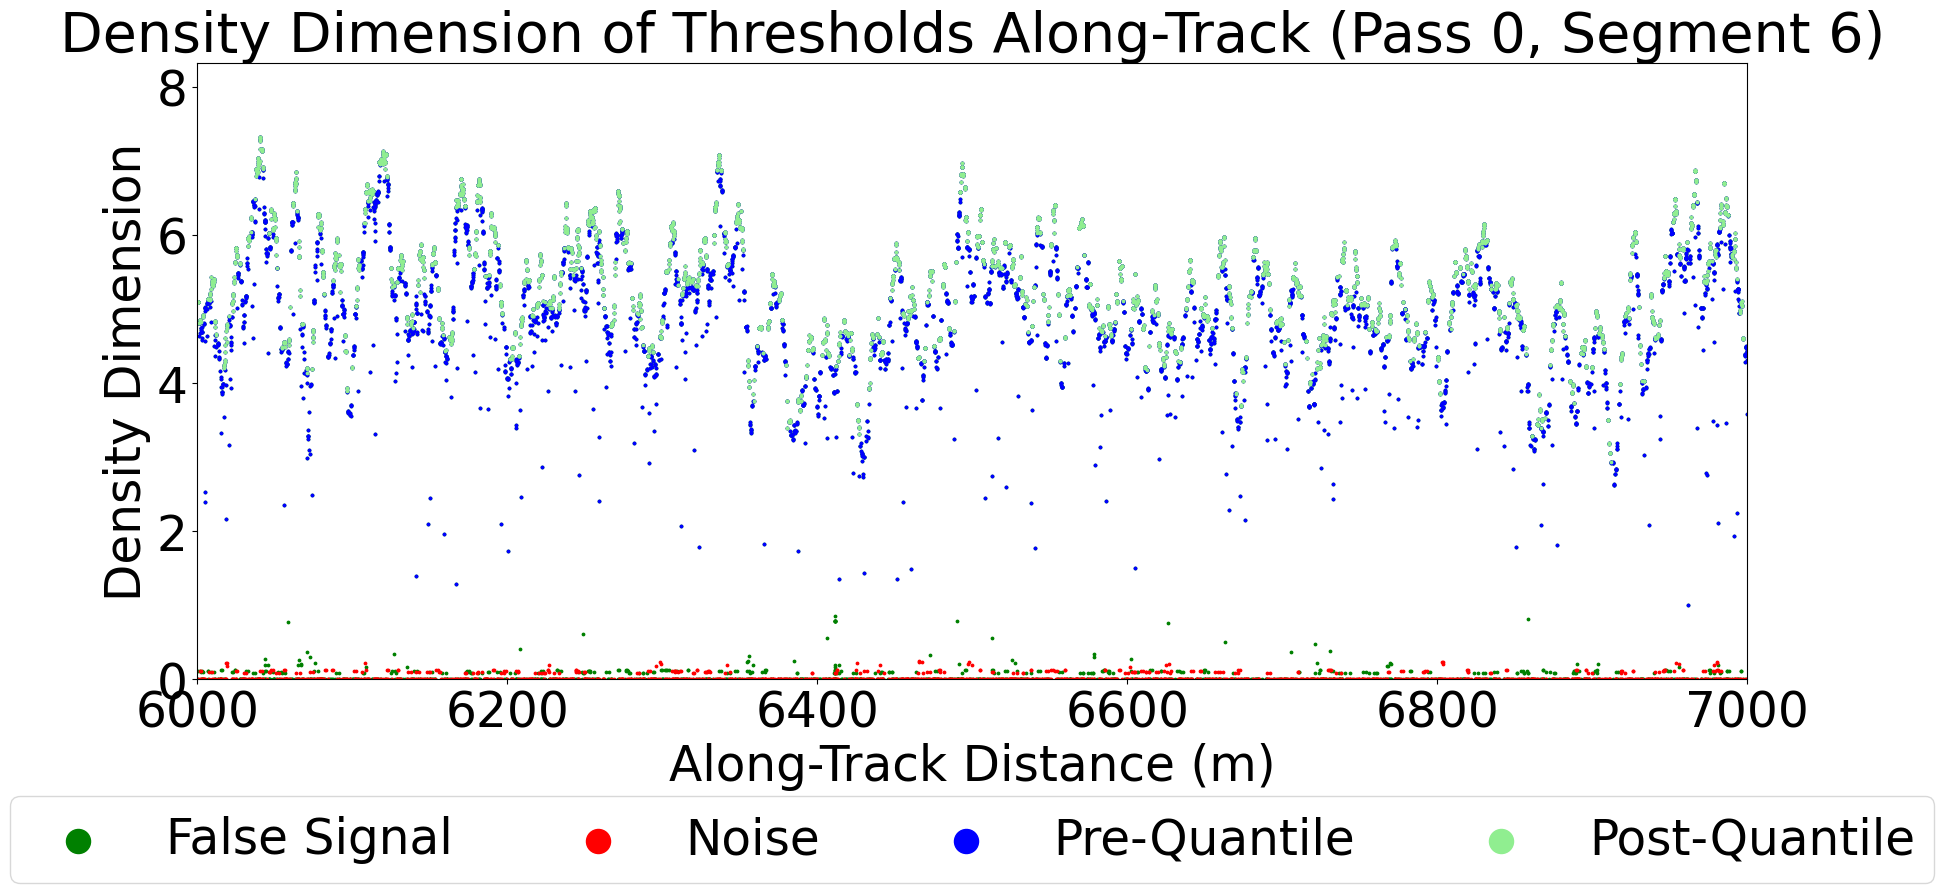 Density Dimension of Thresholds Along-Track (Pass 0, Segment 6)
Density Dimension
8
6
4
2
0
6000 6200 6400 6600 6800 7000
Along-Track Distance (m)
False Signal Noise Pre-Quantile Post-Quantile